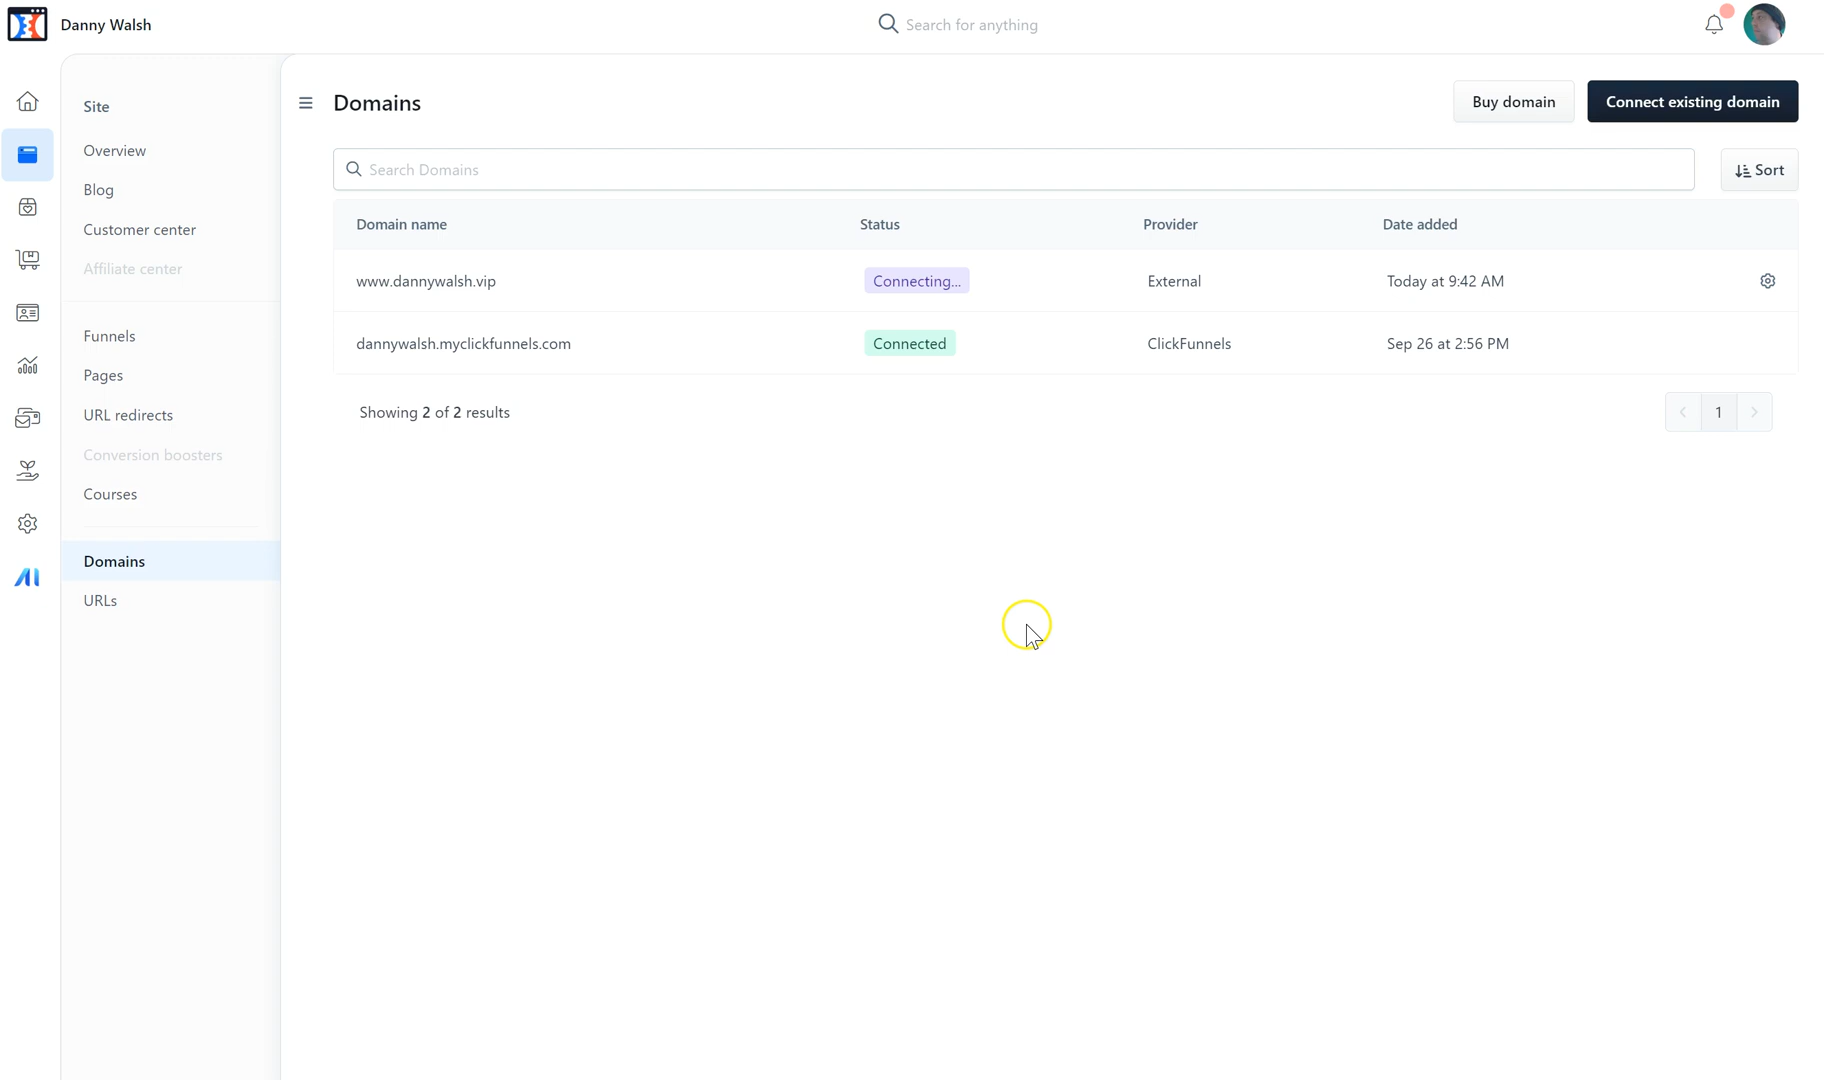 Danny Walsh
Search for anything
Site
Overview
Blog
Customer center
Affiliate center
Funnels
Pages
URL redirects
Conversion boosters
Courses
Domains
URLs
AI
Domains
Buy domain
Connect existing domain
Search Domains
Sort
Domain name Status Provider Date added
www.dannywalsh.vip Connecting... External Today at 9:42 AM
dannywalsh.myclickfunnels.com Connected ClickFunnels Sep 26 at 2:56 PM
Showing 2 of 2 results
1